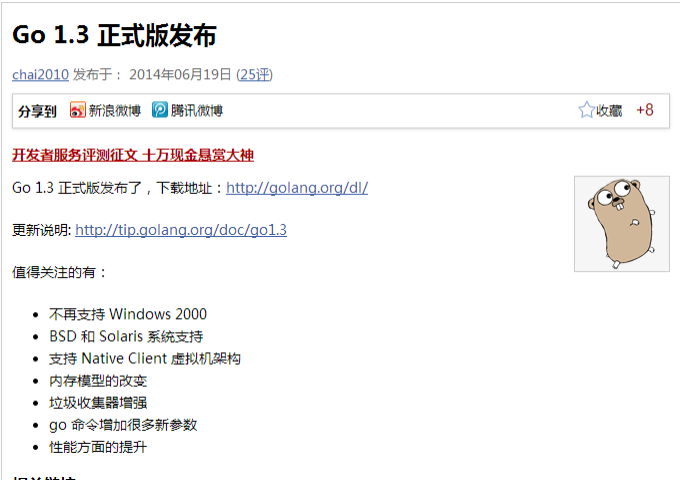 Go 1.3 正式版发布
chai2010 发布于： 2014年06月19日 (25评)
分享到 新浪微博 腾讯微博 收藏 +8
开发者服务评测征文 十万现金悬赏大神
Go 1.3 正式版发布了，下载地址：http://golang.org/dl/
更新说明: http://tip.golang.org/doc/go1.3
值得关注的有：
不再支持 Windows 2000
BSD 和 Solaris 系统支持
支持 Native Client 虚拟机架构
内存模型的改变
垃圾收集器增强
go 命令增加很多新参数
性能方面的提升